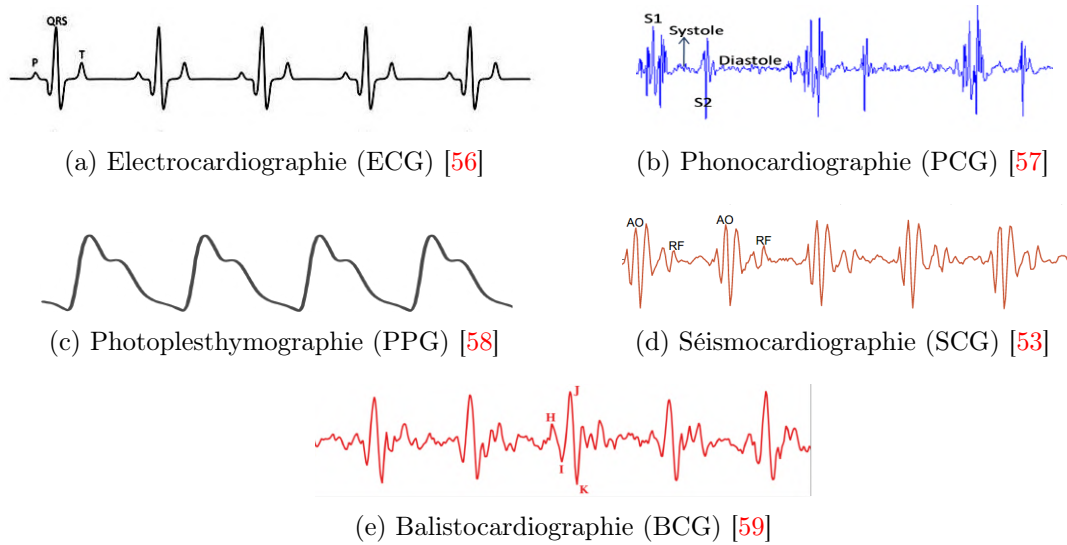 QRS
P
T
(a) Electrocardiographie (ECG) [56]
S1
Systole
Diastole
S2
(b) Phonocardiographie (PCG) [57]
(c) Photoplesthymographie (PPG) [58]
AO
RF
AO
RF
(d) Séismocardiographie (SCG) [53]
H
J
I
K
(e) Balistocardiographie (BCG) [59]